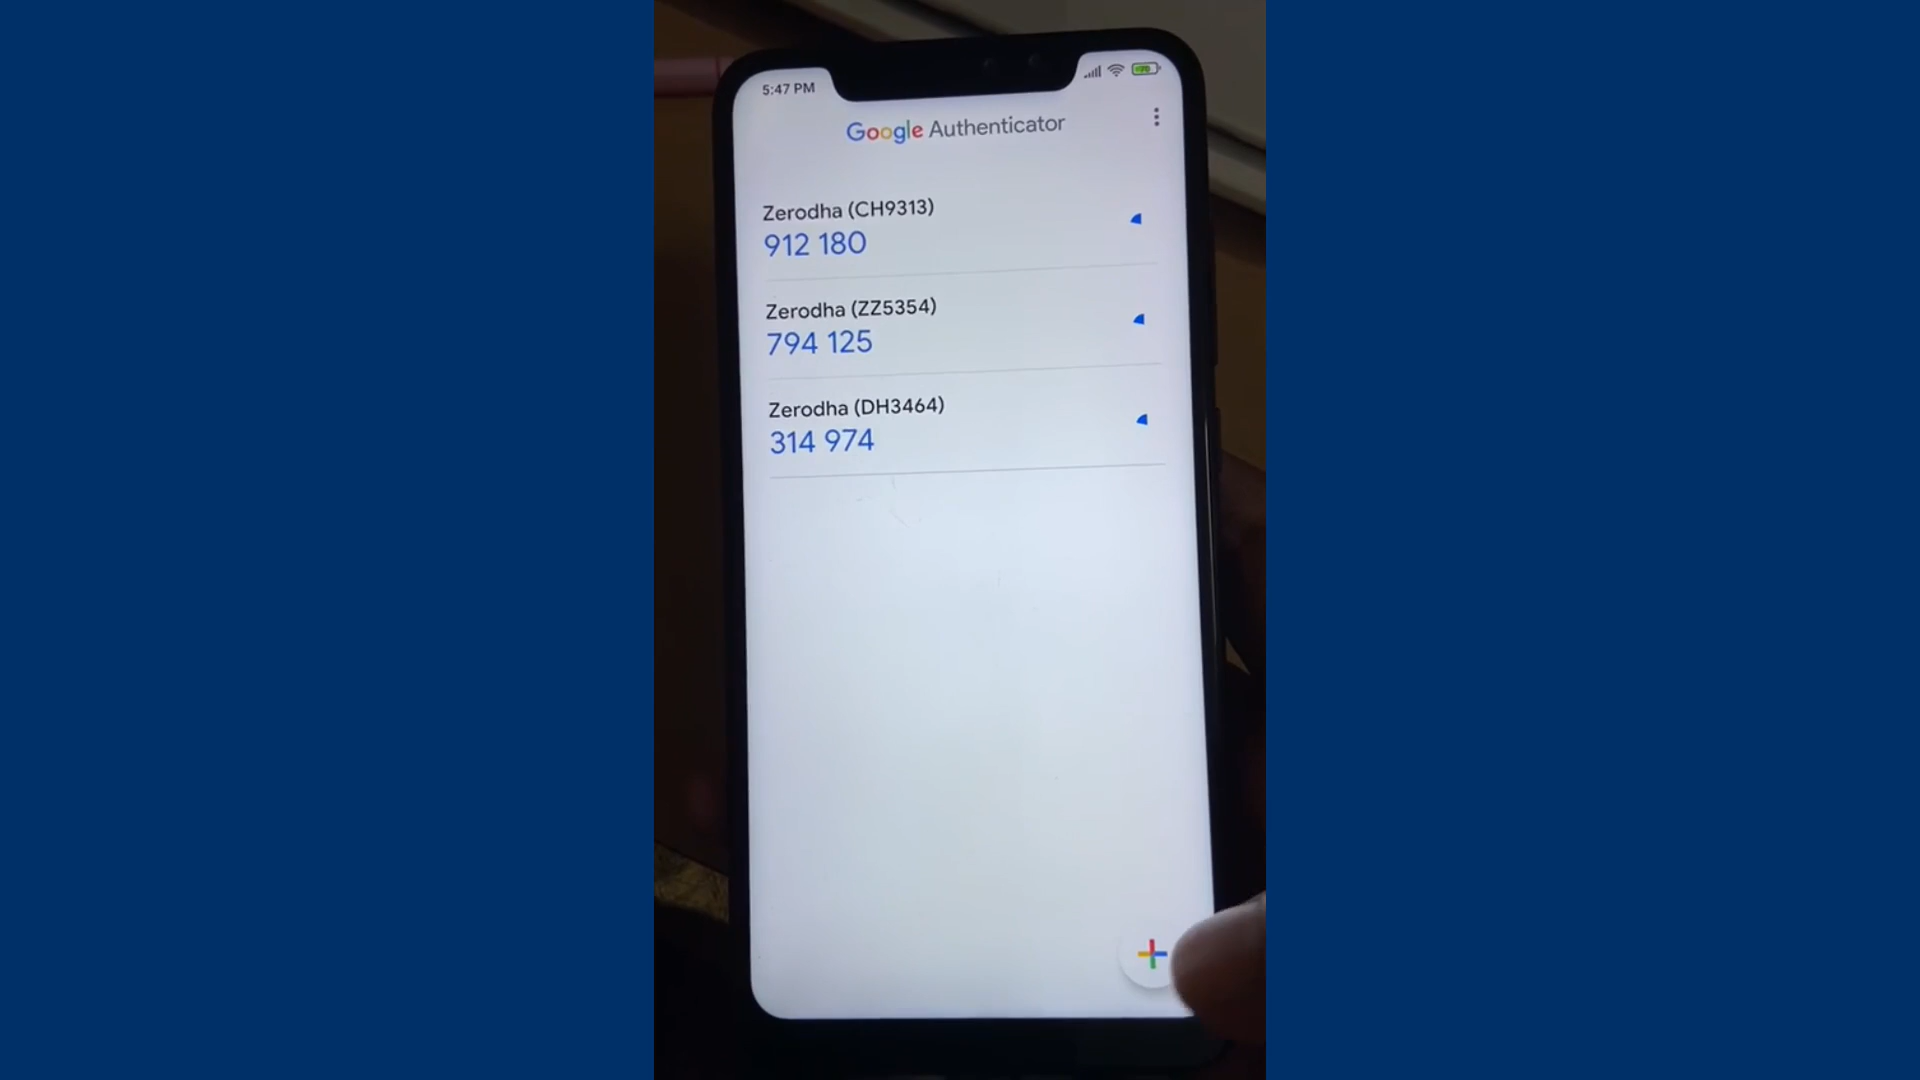 5:47 PM
Google Authenticator
Zerodha (CH9313)
912 180
Zerodha (ZZ5354)
794 125
Zerodha (DH3464)
314 974